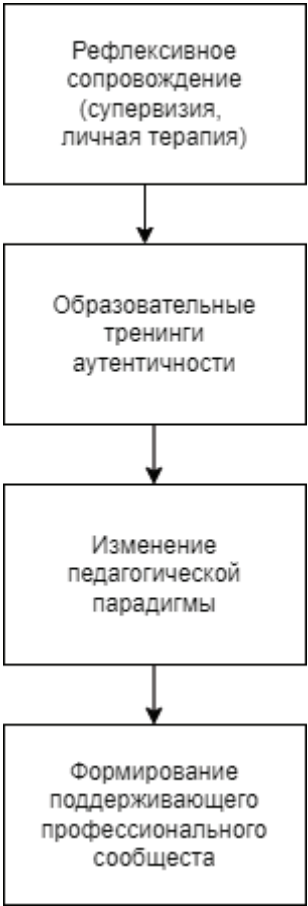 Рефлексивное
сопровождение
(супервизия,
личная терапия)
Образовательные
тренинги
аутентичности
Изменение
педагогической
парадигмы
Формирование
поддерживающего
профессионального
сообщеста